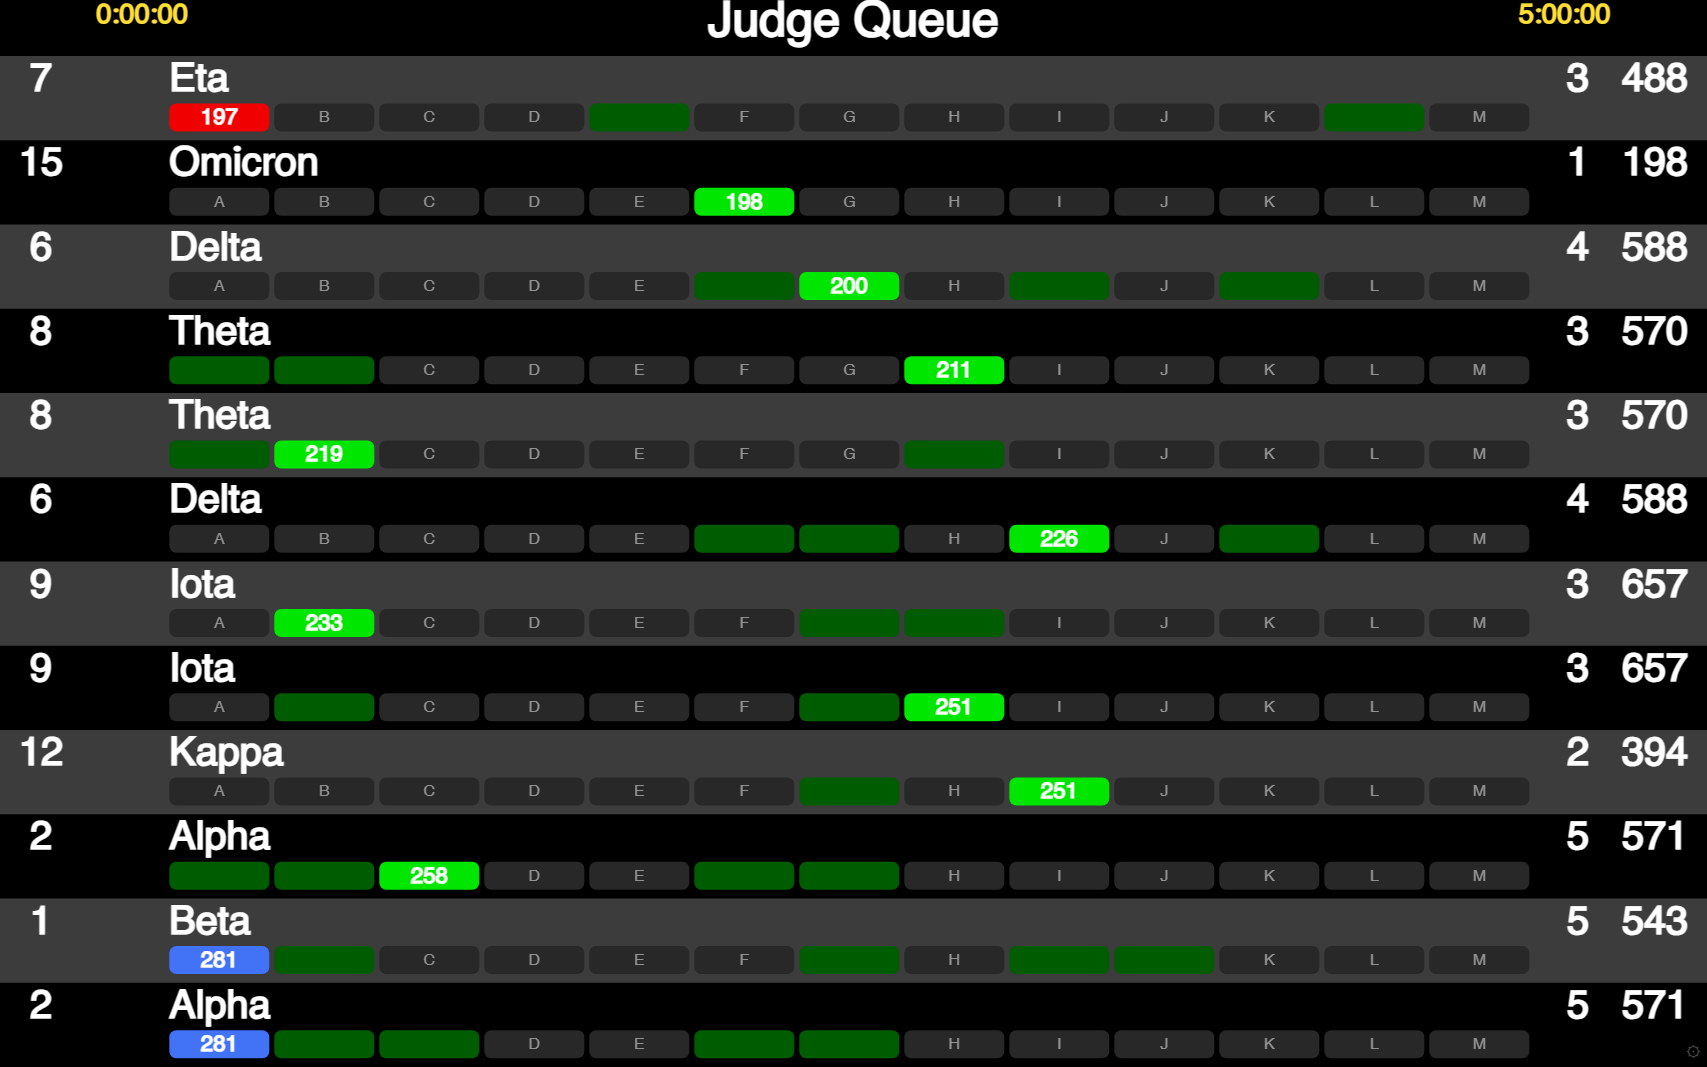 0:00:00 Judge Queue 5:00:00
7 Eta 3 488
197 B C D F G H I J K M
15 Omicron 1 198
A B C D E 198 G H I J K L M
6 Delta 4 588
A B C D E 200 H J L M
8 Theta 3 570
C D E F G 211 I J K L M
8 Theta 3 570
219 C D E F G I J K L M
6 Delta 4 588
A B C D E H 226 J L M
9 Iota 3 657
A 233 C D E F I J K L M
9 Iota 3 657
A C D E F 251 I J K L M
12 Kappa 2 394
A B C D E F H 251 J K L M
2 Alpha 5 571
258 D E H I J K L M
1 Beta 5 543
281 C D E F H K L M
2 Alpha 5 571
281 D E H I J K L M